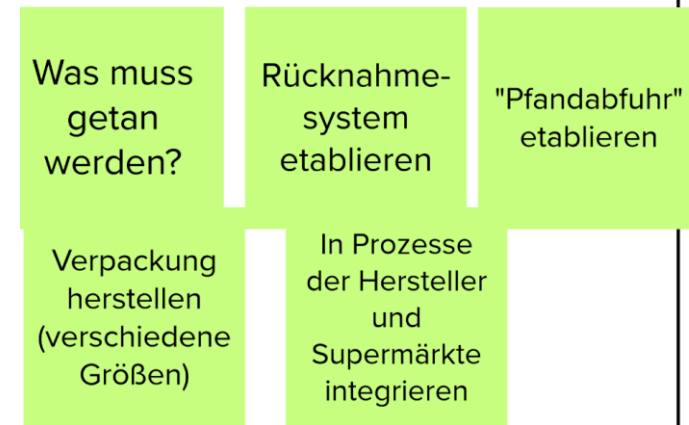 Was muss
getan
werden?
Rücknahme-
system
etablieren
"Pfandabfuhr"
etablieren
Verpackung
herstellen
(verschiedene
Größen)
In Prozesse
der Hersteller
und
Supermärkte
integrieren